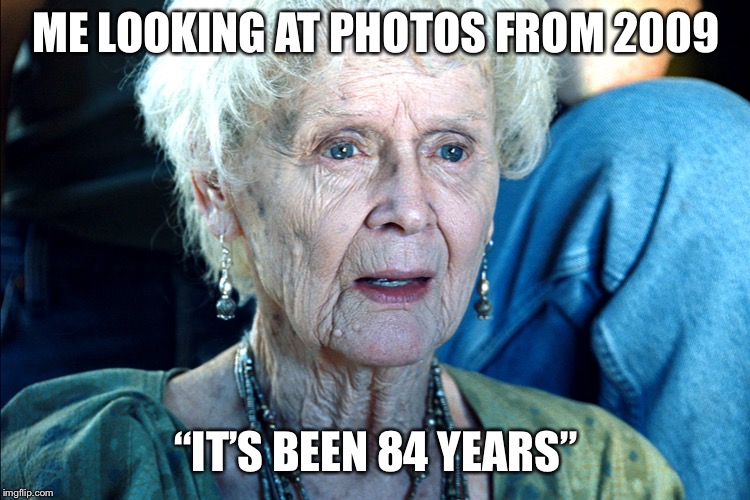 ME LOOKING AT PHOTOS FROM 2009
“IT’S BEEN 84 YEARS”
imgflip.com